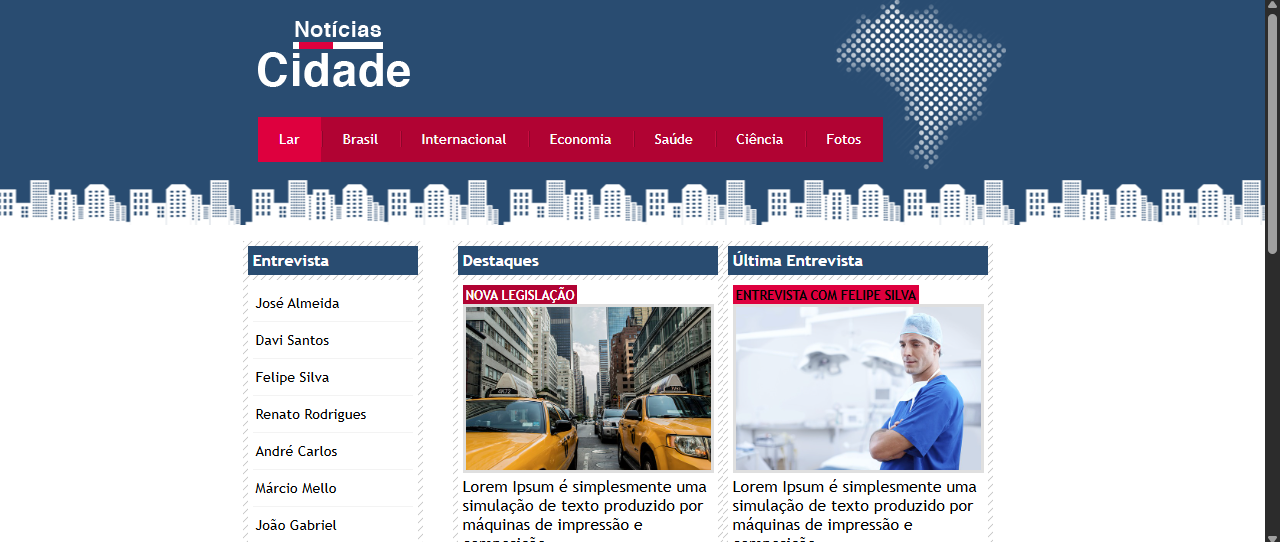 Notícias
Cidade
Lar Brasil Internacional Economia Saúde Ciência Fotos
Entrevista
José Almeida
Davi Santos
Felipe Silva
Renato Rodrigues
André Carlos
Márcio Mello
João Gabriel
Destaques
NOVA LEGISLAÇÃO
Lorem Ipsum é simplesmente uma
simulação de texto produzido por
máquinas de impressão e
Última Entrevista
ENTREVISTA COM FELIPE SILVA
Lorem Ipsum é simplesmente uma
simulação de texto produzido por
máquinas de impressão e